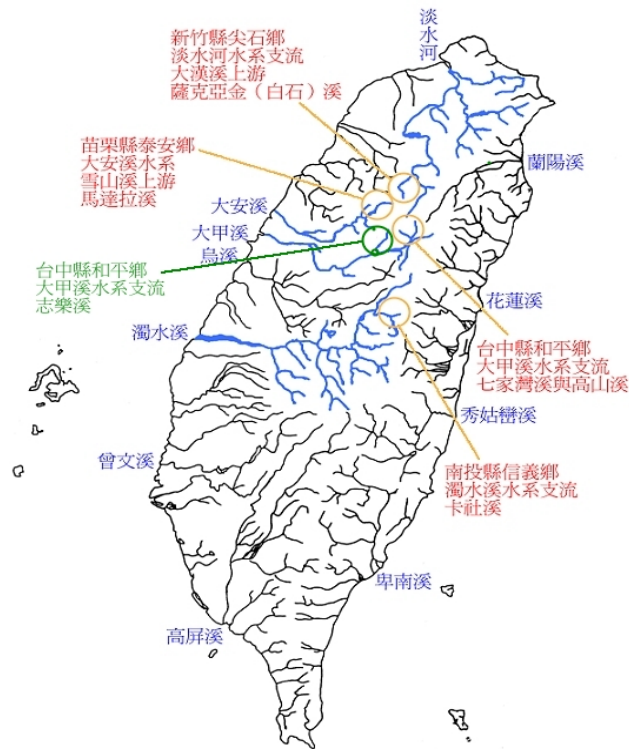 淡水河
新竹縣尖石鄉
淡水河水系支流
大漢溪上游
薩克亞金（白石）溪
苗栗縣泰安鄉
大安溪水系
雪山溪上游
馬達拉溪
蘭陽溪
大安溪
大甲溪
烏溪
台中縣和平鄉
大甲溪水系支流
志樂溪
花蓮溪
濁水溪
台中縣和平鄉
大甲溪水系支流
七家灣溪與高山溪
秀姑巒溪
曾文溪
南投縣信義鄉
濁水溪水系支流
卡社溪
卑南溪
高屏溪